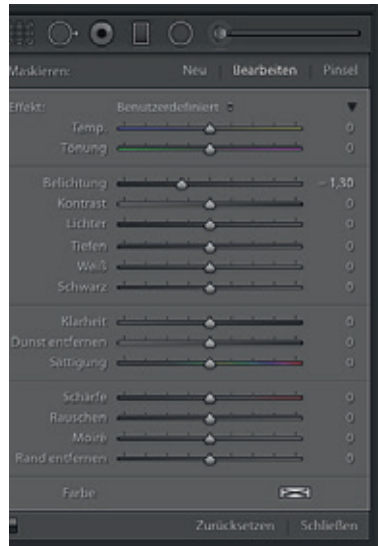 Maskieren: Neu | Bearbeiten | Pinsel
Effekt: Benutzerdefiniert
Temp. 0
Tönung 0
Belichtung – 1,30
Kontrast 0
Lichter 0
Tiefen 0
Weiß 0
Schwarz 0
Klarheit 0
Dunst entfernen 0
Sättigung 0
Schärfe 0
Rauschen 0
Moiré 0
Rand entfernen 0
Farbe
Zurücksetzen | Schließen